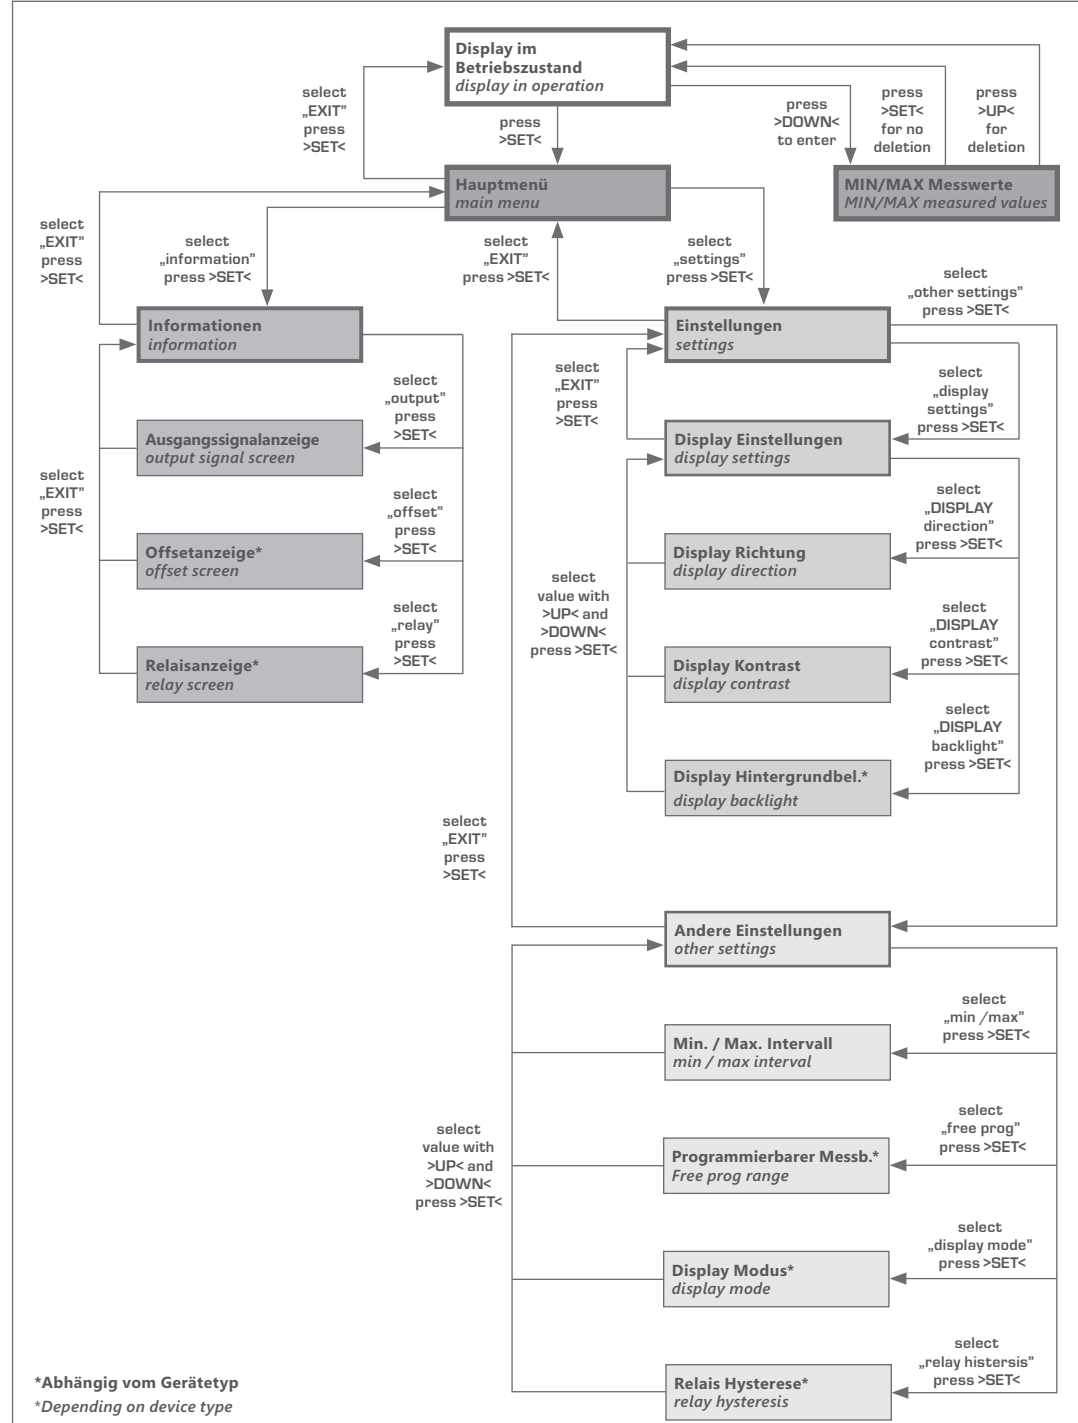 Display im
Betriebszustand
display in operation
select
„EXIT”
press
>SET<
press
>SET<
press
>DOWN<
to enter
press
>SET<
for no
deletion
press
>UP<
for
deletion
Hauptmenü
main menu
MIN/MAX Messwerte
MIN/MAX measured values
select
„EXIT”
press
>SET<
select
„information”
press >SET<
select
„EXIT”
press >SET<
select
„settings”
press >SET<
select
„other settings”
press >SET<
Informationen
information
Einstellungen
settings
select
„output”
press
>SET<
select
„EXIT”
press
>SET<
select
„display
settings”
press >SET<
Ausgangssignalanzeige
output signal screen
Display Einstellungen
display settings
select
„EXIT”
press
>SET<
select
„offset”
press
>SET<
select
„DISPLAY
direction”
press >SET<
Offsetanzeige*
offset screen
Display Richtung
display direction
select
value with
>UP< and
>DOWN<
press >SET<
select
„relay”
press
>SET<
select
„DISPLAY
contrast”
press >SET<
Relaisanzeige*
relay screen
Display Kontrast
display contrast
select
„DISPLAY
backlight”
press >SET<
Display Hintergrundbel.*
display backlight
select
„EXIT”
press
>SET<
Andere Einstellungen
other settings
select
„min /max”
press >SET<
Min. / Max. Intervall
min / max interval
select
value with
>UP< and
>DOWN<
press >SET<
select
„free prog”
press >SET<
Programmierbarer Messb.*
Free prog range
select
„display mode”
press >SET<
Display Modus*
display mode
select
„relay histersis”
press >SET<
Relais Hysterese*
relay hysteresis
*Abhängig vom Gerätetyp
*Depending on device type